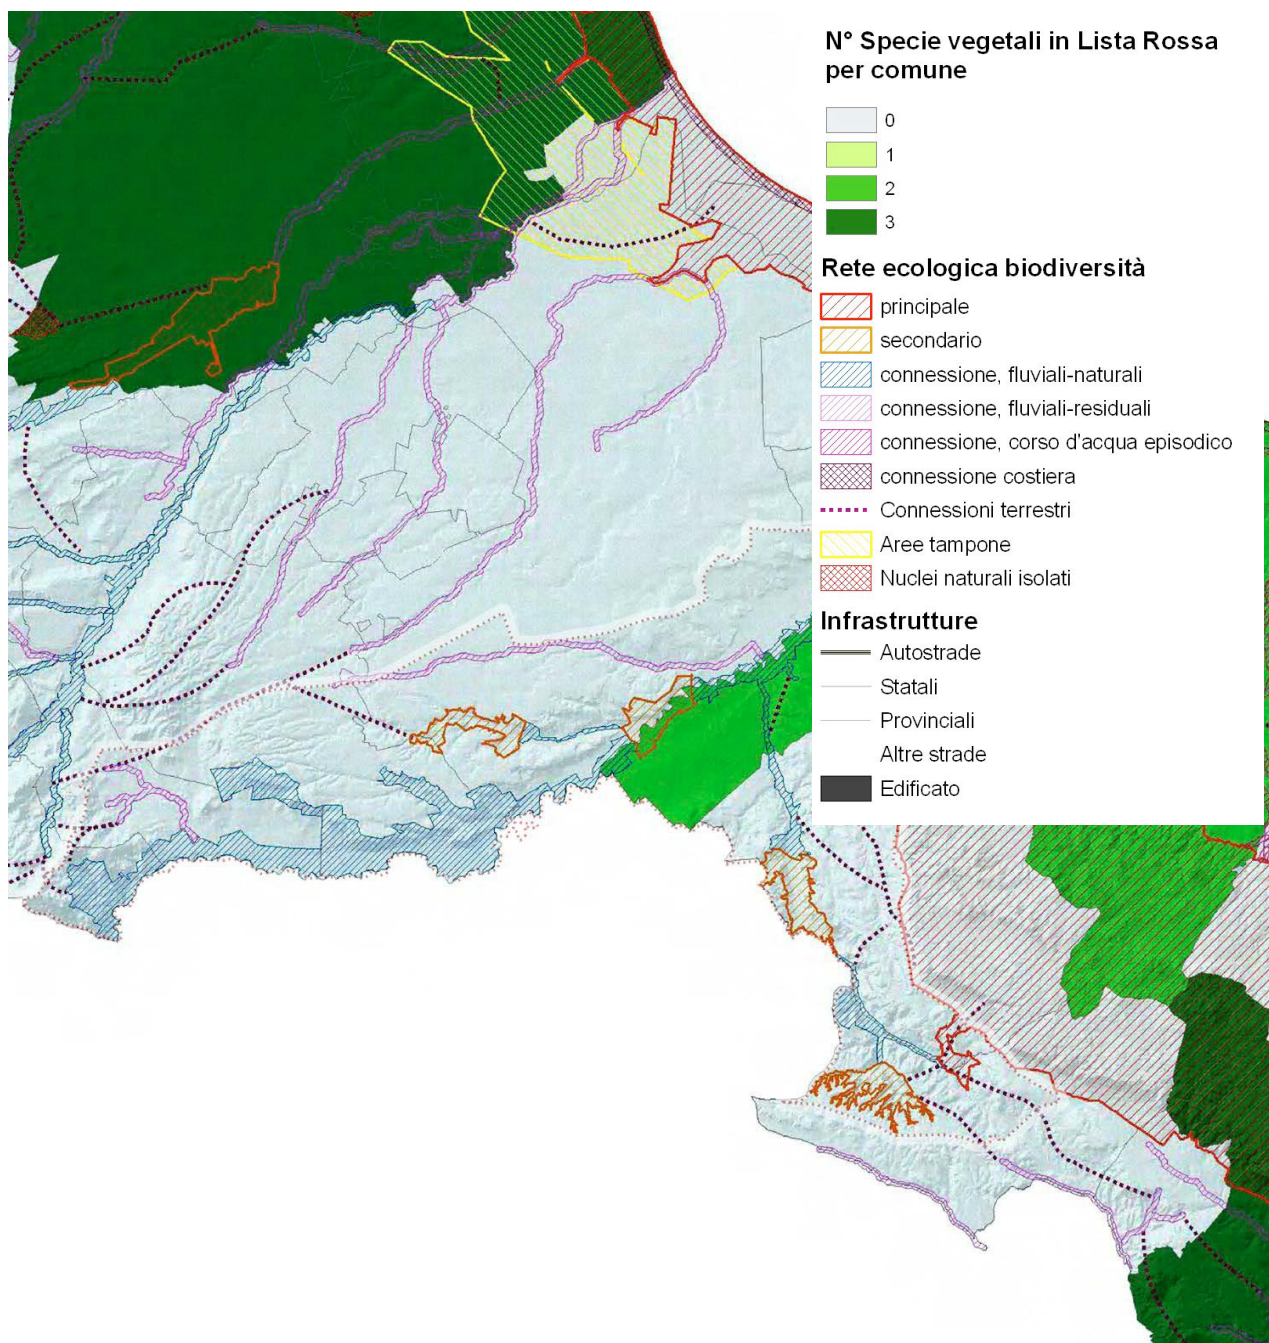 N° Specie vegetali in Lista Rossa
per comune
0
1
2
3
Rete ecologica biodiversità
principale
secondario
connessione, fluviali-naturali
connessione, fluviali-residuali
connessione, corso d'acqua episodico
connessione costiera
Connessioni terrestri
Aree tampone
Nuclei naturali isolati
Infrastrutture
Autostrade
Statali
Provinciali
Altre strade
Edificato